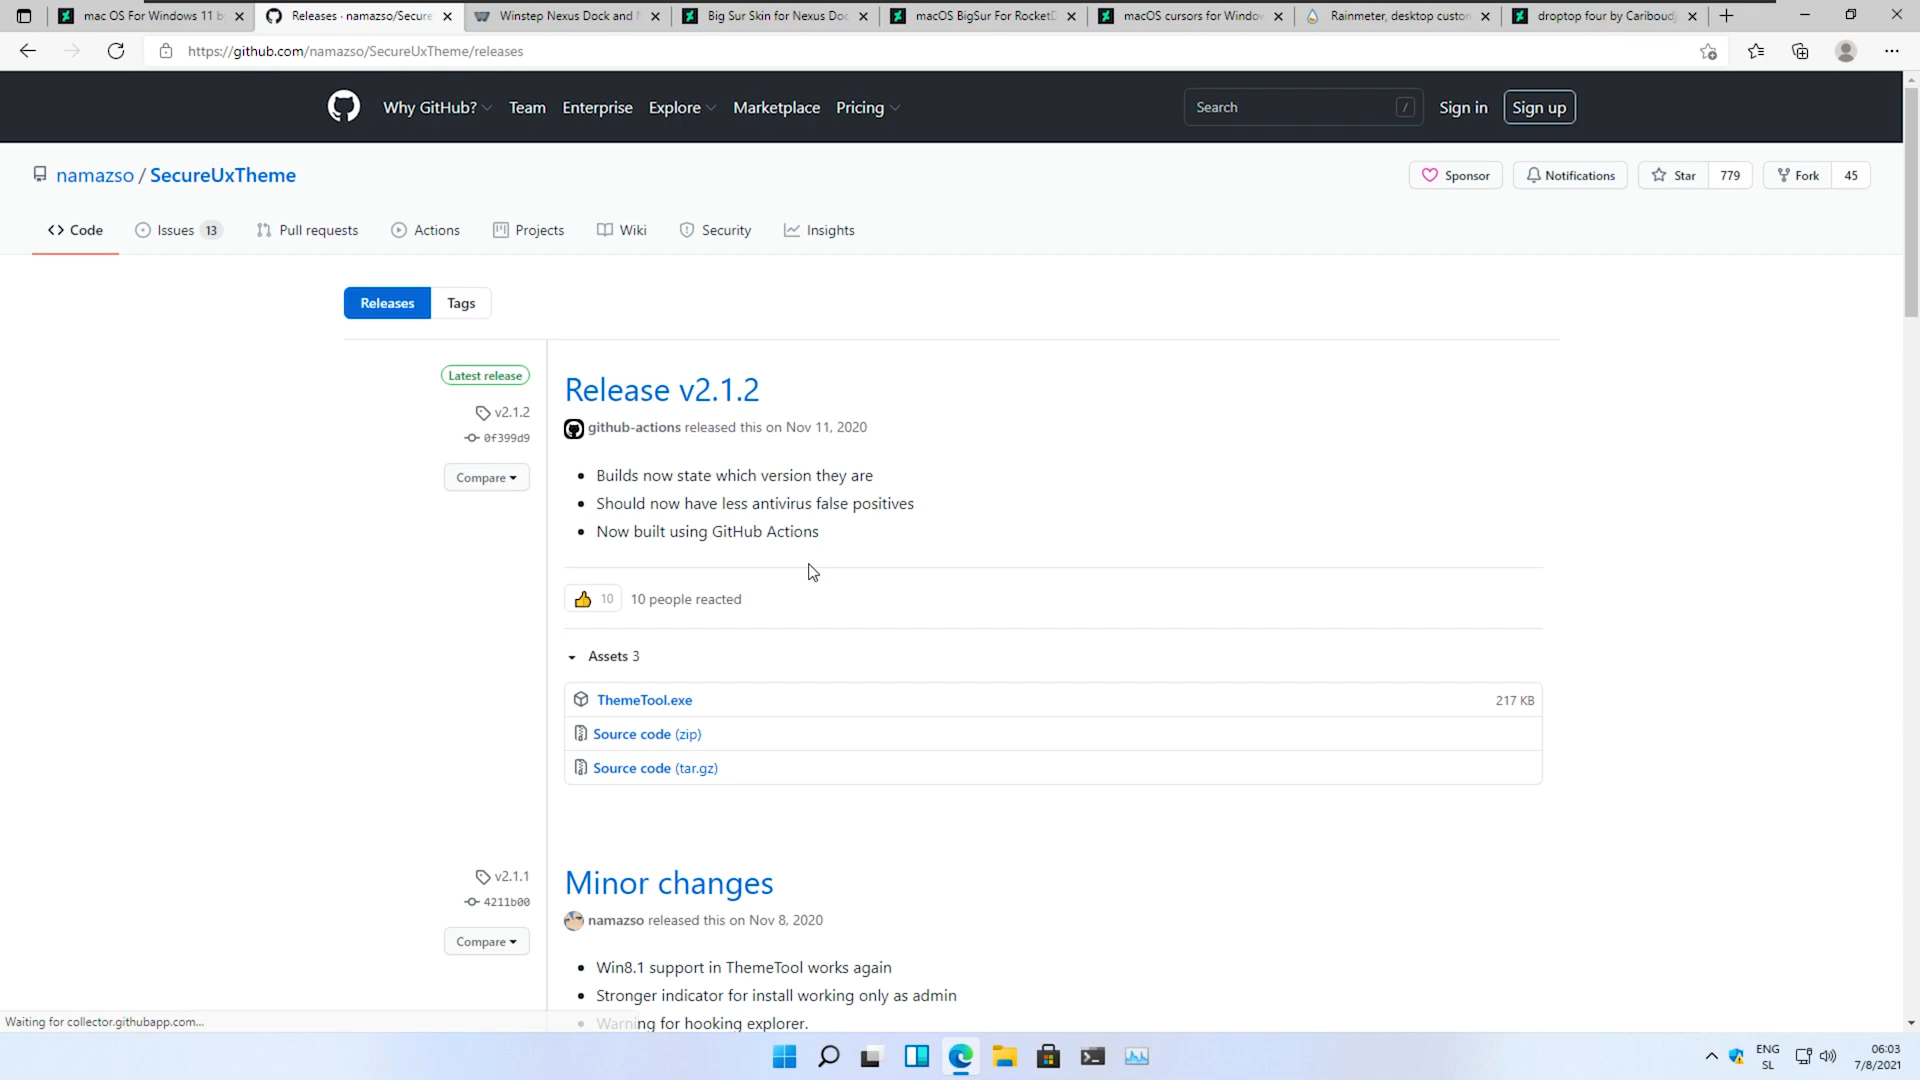 mac OS For Windows 11 b
Releases · namazso/Secure
Winstep Nexus Dock and
Big Sur Skin for Nexus Doc
macOS BigSur For RocketD
macOS cursors for Window
Rainmeter, desktop custom
droptop four by Cariboudj
https://github.com/namazso/SecureUxTheme/releases
Why GitHub?
Team
Enterprise
Explore
Marketplace
Pricing
Search
/
Sign in
Sign up
namazso / SecureUxTheme
Sponsor
Notifications
Star 779
Fork 45
Code
Issues 13
Pull requests
Actions
Projects
Wiki
Security
Insights
Releases
Tags
Latest release
v2.1.2
0f399d9
Compare
Release v2.1.2
github-actions released this on Nov 11, 2020
• Builds now state which version they are
• Should now have less antivirus false positives
• Now built using GitHub Actions
10
10 people reacted
Assets 3
ThemeTool.exe
217 KB
Source code (zip)
Source code (tar.gz)
v2.1.1
4211b00
Compare
Minor changes
namazso released this on Nov 8, 2020
• Win8.1 support in ThemeTool works again
• Stronger indicator for install working only as admin
• Warning for hooking explorer.
Waiting for collector.githubapp.com...
ENG
SL
06:03
7/8/2021